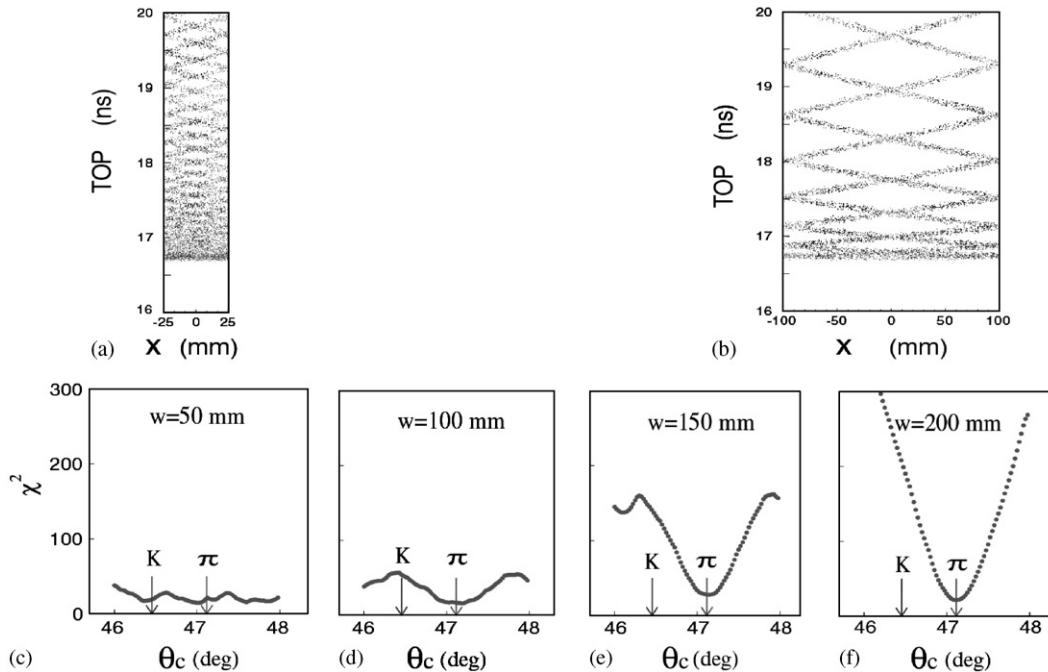 20
19
18
17
16
TOP (ns)
-25 0 25
(a) X (mm)
20
19
18
17
16
TOP (ns)
-100 -50 0 50 100
(b) X (mm)
300
200
100
0
χ²
w=50 mm
K π
46 47 48
(c) θc (deg)
w=100 mm
K π
46 47 48
(d) θc (deg)
w=150 mm
K π
46 47 48
(e) θc (deg)
w=200 mm
K π
46 47 48
(f) θc (deg)